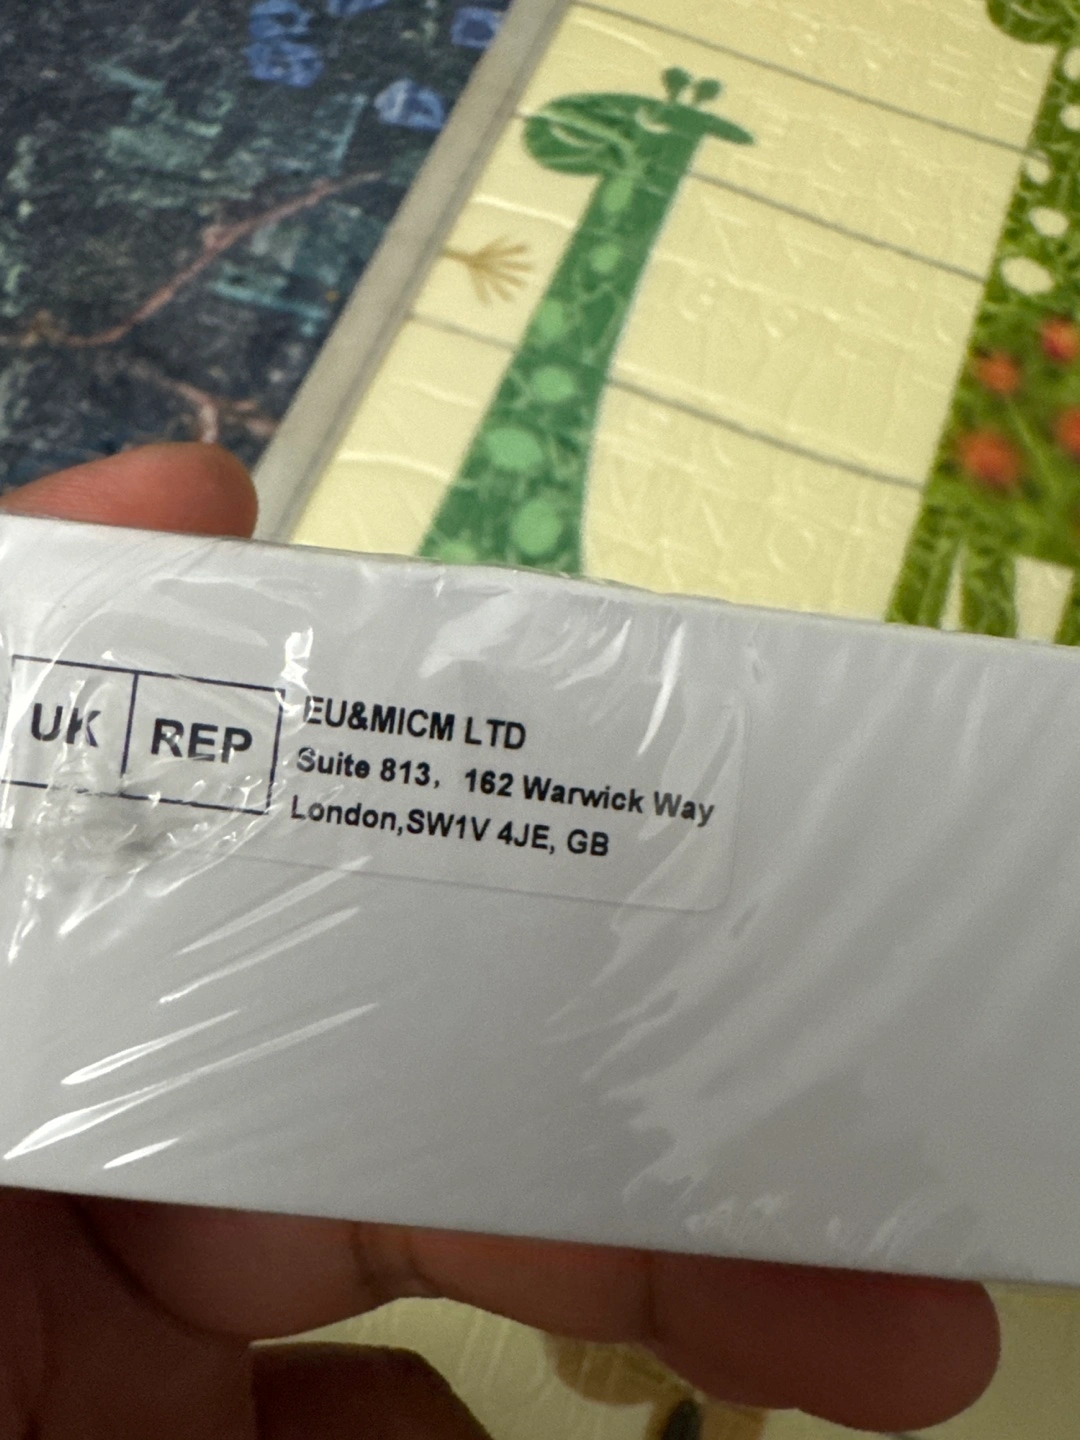 UK REP
EU&MICM LTD
Suite 813, 162 Warwick Way
London,SW1V 4JE, GB